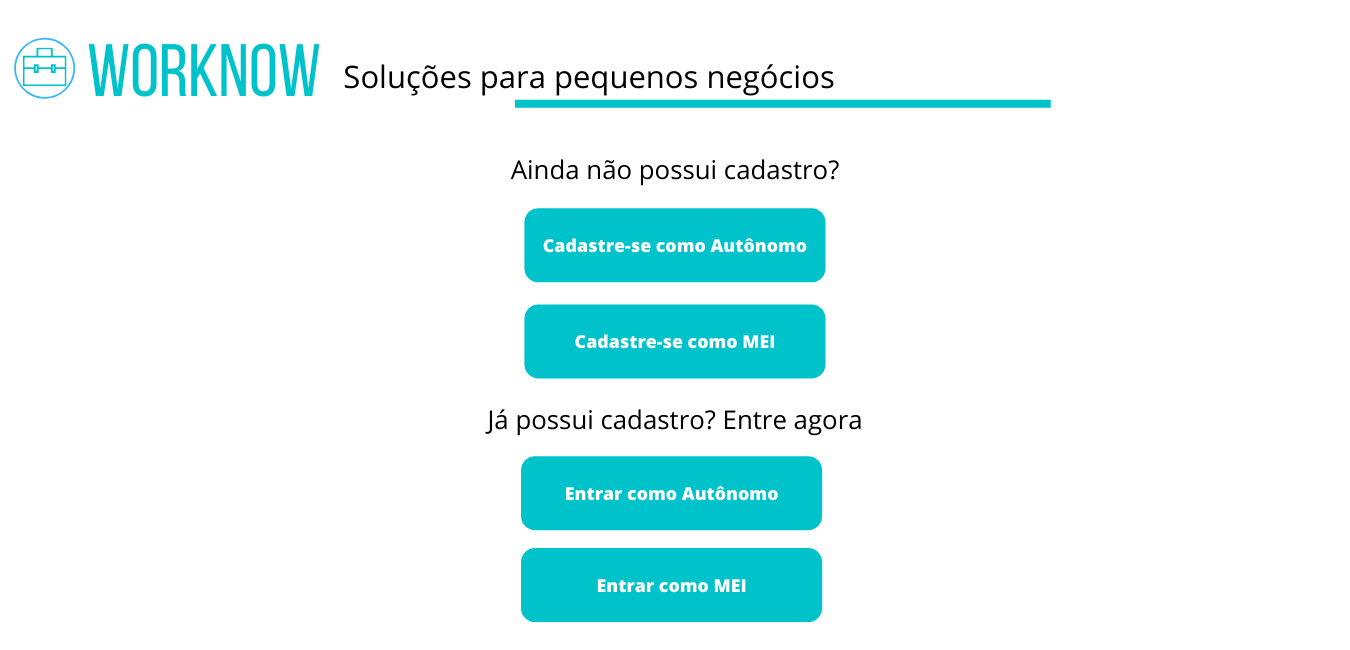 WORKNOW
Soluções para pequenos negócios
Ainda não possui cadastro?
Cadastre-se como Autônomo
Cadastre-se como MEI
Já possui cadastro? Entre agora
Entrar como Autônomo
Entrar como MEI